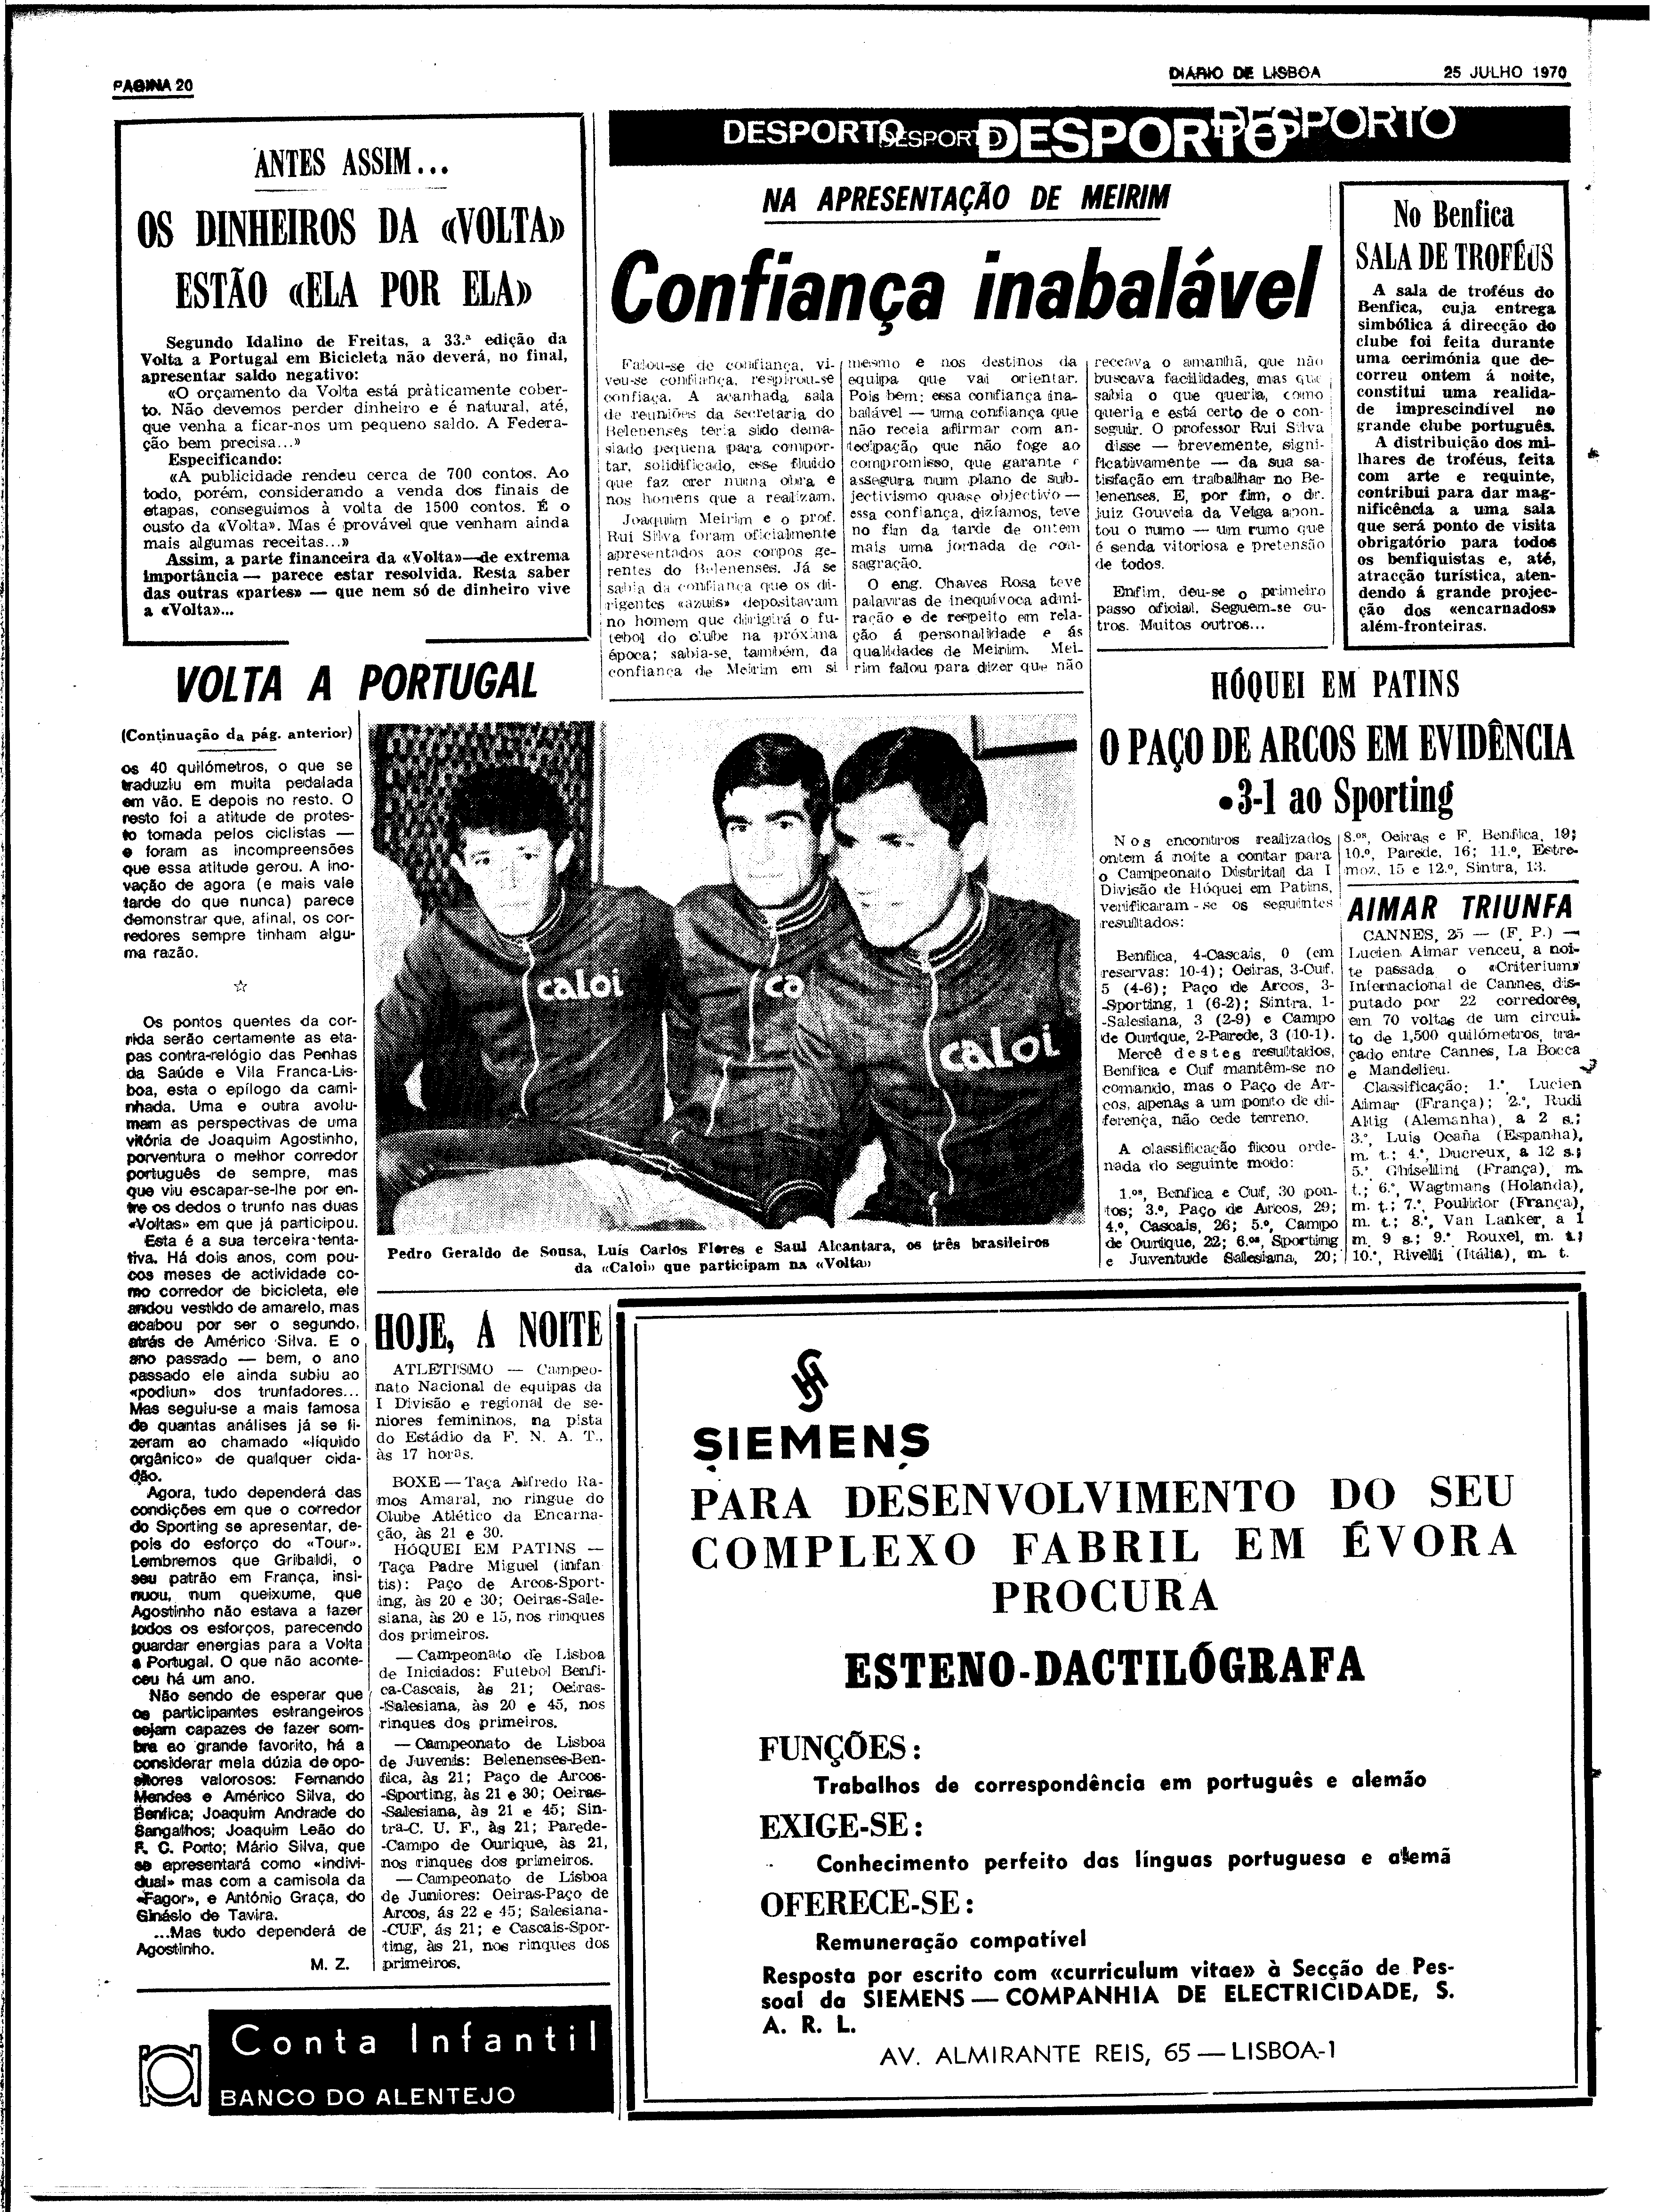 PAGINA 20
DIÁRIO DE LISBOA
25 JULHO 1970
DESPORTO DESPORTO DESPORTO DESPORTO
ANTES ASSIM...
OS DINHEIROS DA «VOLTA»
ESTÃO «ELA POR ELA»
Segundo Idalino de Freitas, a 33.ª edição da
Volta a Portugal em Bicicleta não deverá, no final,
apresentar saldo negativo:
«O orçamento da Volta está pràticamente cober-
to. Não devemos perder dinheiro e é natural, até,
que venha a ficar-nos um pequeno saldo. A Federa-
ção bem precisa...»
Especificando:
«A publicidade rendeu cerca de 700 contos. Ao
todo, porém, considerando a venda dos finais de
etapas, conseguimos à volta de 1500 contos. É o
custo da «Volta». Mas é provável que venham ainda
mais algumas receitas...»
Assim, a parte financeira da «Volta»—de extrema
importância — parece estar resolvida. Resta saber
das outras «partes» — que nem só de dinheiro vive
a «Volta»...
NA APRESENTAÇÃO DE MEIRIM
Confiança inabalável
Falou-se de confiança, vi-
veu-se confiança, respirou-se
confiaça. A acanhada sala
de reuniões da secretaria do
Belenenses teria sido dema-
siado pequena para compor-
tar, solidificado, esse fluido
que faz crer numa obra e
nos homens que a realizam.
Joaquim Meirim e o prof.
Rui Silva foram oficialmente
apresentados aos corpos ge-
rentes do Belenenses. Já se
sabia da confiança que os di-
rigentes «azuis» depositavam
no homem que dirigirá o fu-
tebol do clube na próxima
época; sabia-se, também, da
confiança de Meirim em si
mesmo e nos destinos da
equipa que vai orientar.
Pois bem: essa confiança ina-
balável — uma confiança que
não receia afirmar com an-
tecipação que não foge ao
compromisso, que garante e
assegura num plano de sub-
jectivismo quase objectivo —
essa confiança, dizíamos, teve
no fim da tarde de ontem
mais uma jornada de con-
sagração.
O eng. Chaves Rosa teve
palavras de inequívoca admi-
ração e de respeito em rela-
ção á personalidade e ás
qualidades de Meirim. Mei-
rim falou para dizer que não
receava o amanhã, que não
buscava facilidades, mas que
sabia o que queria, como
queria e está certo de o con-
seguir. O professor Rui Silva
disse — brevemente, signi-
ficativamente — da sua sa-
tisfação em trabalhar no Be-
lenenses. E, por fim, o dr.
juiz Gouveia da Veiga apon-
tou o rumo — um rumo que
é senda vitoriosa e pretensão
de todos.
Enfim, deu-se o primeiro
passo oficial. Seguem-se ou-
tros. Muitos outros...
No Benfica
SALA DE TROFÉUS
A sala de troféus do
Benfica, cuja entrega
simbólica á direcção do
clube foi feita durante
uma cerimónia que de-
correu ontem á noite,
constitui uma realida-
de imprescindível no
grande clube português.
A distribuição dos mi-
lhares de troféus, feita
com arte e requinte,
contribui para dar mag-
nificência a uma sala
que será ponto de visita
obrigatório para todos
os benfiquistas e, até,
atracção turística, aten-
dendo á grande projec-
ção dos «encarnados»
além-fronteiras.
VOLTA A PORTUGAL
(Continuação da pág. anterior)
os 40 quilómetros, o que se
traduziu em muita pedalada
em vão. E depois no resto. O
resto foi a atitude de protes-
to tomada pelos ciclistas —
e foram as incompreensões
que essa atitude gerou. A ino-
vação de agora (e mais vale
tarde do que nunca) parece
demonstrar que, afinal, os cor-
redores sempre tinham algu-
ma razão.
☆
Os pontos quentes da cor-
rida serão certamente as eta-
pas contra-relógio das Penhas
da Saúde e Vila Franca-Lis-
boa, esta o epílogo da cami-
nhada. Uma e outra avolu-
mam as perspectivas de uma
vitória de Joaquim Agostinho,
porventura o melhor corredor
português de sempre, mas
que viu escapar-se-lhe por en-
tre os dedos o trunfo nas duas
«Voltas» em que já participou.
Esta é a sua terceira tenta-
tiva. Há dois anos, com pou-
cos meses de actividade co-
mo corredor de bicicleta, ele
andou vestido de amarelo, mas
acabou por ser o segundo,
atrás de Américo Silva. E o
ano passado — bem, o ano
passado ele ainda subiu ao
«podiun» dos trunfadores...
Mas seguiu-se a mais famosa
de quantas análises já se fi-
zeram ao chamado «líquido
orgânico» de qualquer cida-
dão.
Agora, tudo dependerá das
condições em que o corredor
do Sporting se apresentar, de-
pois do esforço do «Tour».
Lembremos que Gribaldi, o
seu patrão em França, insi-
nuou, num queixume, que
Agostinho não estava a fazer
todos os esforços, parecendo
guardar energias para a Volta
a Portugal. O que não aconte-
ceu há um ano.
Não sendo de esperar que
os participantes estrangeiros
sejam capazes de fazer som-
bra ao grande favorito, há a
considerar meia dúzia de opo-
sitores valorosos: Fernando
Mendes e Américo Silva, do
Benfica; Joaquim Andrade do
Sangalhos; Joaquim Leão do
F. C. Porto; Mário Silva, que
se apresentará como «indivi-
dual» mas com a camisola da
«Fagor», e António Graça, do
Ginásio de Tavira.
...Mas tudo dependerá de
Agostinho.
M. Z.
caloi
ca
caloi
Pedro Geraldo de Sousa, Luís Carlos Flores e Saul Alcantara, os três brasileiros
da «Caloi» que participam na «Volta»
HÓQUEI EM PATINS
O PAÇO DE ARCOS EM EVIDÊNCIA
• 3-1 ao Sporting
Nos encontros realizados
ontem á noite a contar para
o Campeonato Distrital da I
Divisão de Hóquei em Patins,
verificaram-se os seguintes
resultados:
Benfica, 4-Cascais, 0 (em
reservas: 10-4); Oeiras, 3-Cuf,
5 (4-6); Paço de Arcos, 3-
-Sporting, 1 (6-2); Sintra, 1-
-Salesiana, 3 (2-9) e Campo
de Ourique, 2-Parede, 3 (10-1).
Mercê destes resultados,
Benfica e Cuf mantêm-se no
comando, mas o Paço de Ar-
cos, apenas a um ponto de di-
ferença, não cede terreno.
A classificação ficou orde-
nada do seguinte modo:
1.ºs, Benfica e Cuf, 30 pon-
tos; 3.º, Paço de Arcos, 29;
4.º, Cascais, 26; 5.º, Campo
de Ourique, 22; 6.ºs, Sporting
e Juventude Salesiana, 20;
8.ºs, Oeiras e F. Benfica, 19;
10.º, Parede, 16; 11.º, Estre-
moz, 15 e 12.º, Sintra, 13.
AIMAR TRIUNFA
CANNES, 25 — (F. P.) —
Lucien Aimar venceu, a noi-
te passada o «Criterium»
Internacional de Cannes, dis-
putado por 22 corredores,
em 70 voltas de um circui-
to de 1,500 quilómetros, tra-
çado entre Cannes, La Bocca
e Mandelieu.
Classificação: 1.º, Lucien
Aimar (França); 2.º, Rudi
Altig (Alemanha), a 2 s.;
3.º, Luis Ocaña (Espanha),
m. t.; 4.º, Ducreux, a 12 s.;
5.º Ghisellini (França), m.
t.; 6.º, Wagtmans (Holanda),
m. t.; 7.º, Poulidor (França),
m. t.; 8.º, Van Lanker, a 1
m. 9 s.; 9.º Rouxel, m. t.;
10.º, Rivelli (Itália), m. t.
HOJE, Á NOITE
ATLETISMO — Campeo-
nato Nacional de equipas da
I Divisão e regional de se-
niores femininos, na pista
do Estádio da F. N. A. T.,
às 17 horas.
BOXE — Taça Alfredo Ra-
mos Amaral, no ringue do
Clube Atlético da Encarna-
ção, às 21 e 30.
HÓQUEI EM PATINS —
Taça Padre Miguel (infan
tis): Paço de Arcos-Sport-
ing, às 20 e 30; Oeiras-Sale-
siana, às 20 e 15, nos rinques
dos primeiros.
— Campeonato de Lisboa
de Iniciados: Futebol Benfi-
ca-Cascais, às 21; Oeiras-
-Salesiana, às 20 e 45, nos
rinques dos primeiros.
— Campeonato de Lisboa
de Juvenis: Belenenses-Ben-
fica, às 21; Paço de Arcos-
-Sporting, às 21 e 30; Oeiras-
-Salesiana, às 21 e 45; Sin-
tra-C. U. F., às 21; Parede-
-Campo de Ourique, às 21,
nos rinques dos primeiros.
— Campeonato de Lisboa
de Juniores: Oeiras-Paço de
Arcos, ás 22 e 45; Salesiana-
-CUF, ás 21; e Cascais-Spor-
ting, às 21, nos rinques dos
primeiros.
SIEMENS
PARA DESENVOLVIMENTO DO SEU
COMPLEXO FABRIL EM ÉVORA
PROCURA
ESTENO-DACTILÓGRAFA
FUNÇÕES:
Trabalhos de correspondência em português e alemão
EXIGE-SE:
Conhecimento perfeito das línguas portuguesa e alemã
OFERECE-SE:
Remuneração compatível
Resposta por escrito com «curriculum vitae» à Secção de Pes-
soal da SIEMENS — COMPANHIA DE ELECTRICIDADE, S.
A. R. L.
AV. ALMIRANTE REIS, 65 — LISBOA-1
Conta Infantil
BANCO DO ALENTEJO